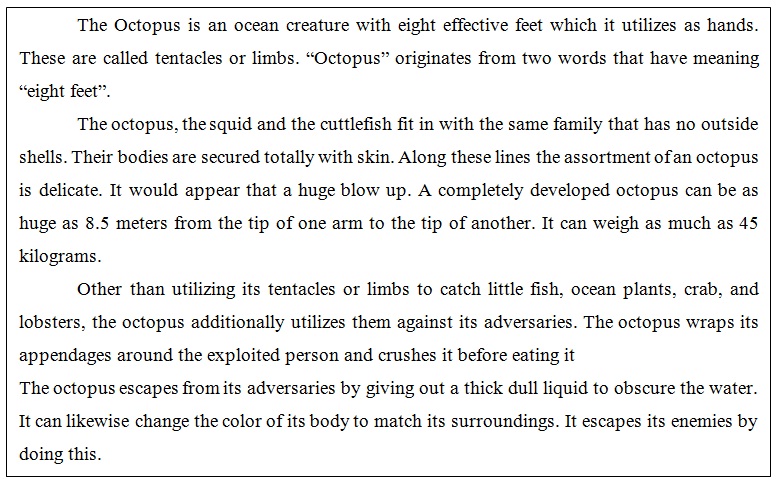 The Octopus is an ocean creature with eight effective feet which it utilizes as hands.
These are called tentacles or limbs. “Octopus” originates from two words that have meaning
“eight feet”.
The octopus, the squid and the cuttlefish fit in with the same family that has no outside
shells. Their bodies are secured totally with skin. Along these lines the assortment of an octopus
is delicate. It would appear that a huge blow up. A completely developed octopus can be as
huge as 8.5 meters from the tip of one arm to the tip of another. It can weigh as much as 45
kilograms.
Other than utilizing its tentacles or limbs to catch little fish, ocean plants, crab, and
lobsters, the octopus additionally utilizes them against its adversaries. The octopus wraps its
appendages around the exploited person and crushes it before eating it
The octopus escapes from its adversaries by giving out a thick dull liquid to obscure the water.
It can likewise change the color of its body to match its surroundings. It escapes its enemies by
doing this.